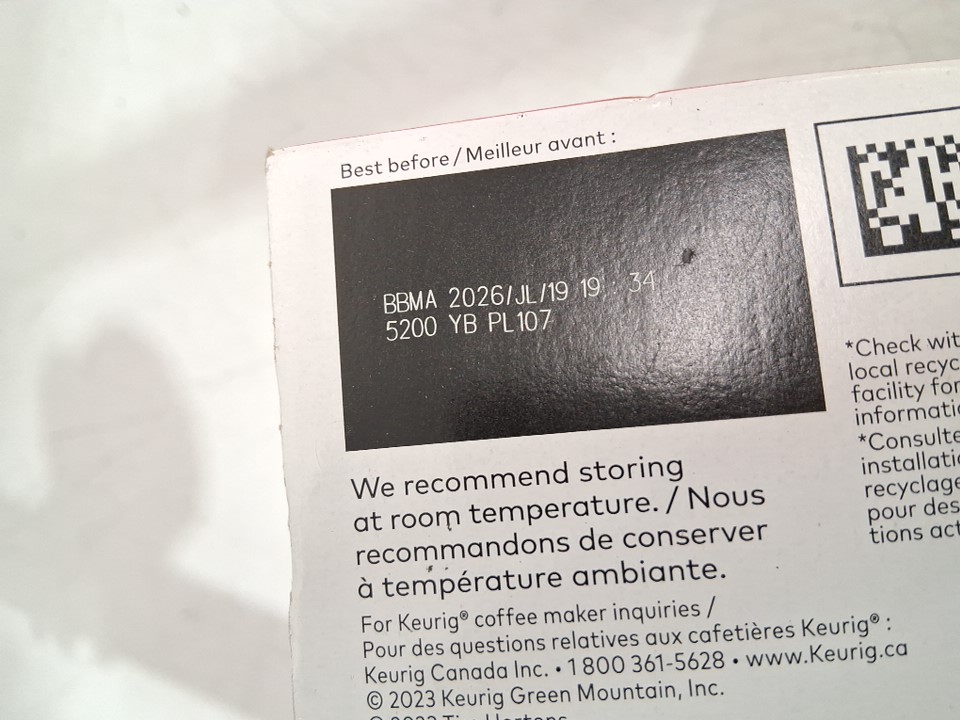 Best before / Meilleur avant :
BBMA 2026/JL/19 19 34
5200 YB PL107
We recommend storing
at room temperature. / Nous
recommandons de conserver
à température ambiante.
For Keurig® coffee maker inquiries /
Pour des questions relatives aux cafetières Keurig® :
Keurig Canada Inc. • 1 800 361-5628 • www.Keurig.ca
© 2023 Keurig Green Mountain, Inc.
*Check wit
local recyc
facility for
informatio
*Consulte
installatio
recyclage
pour des
tions act